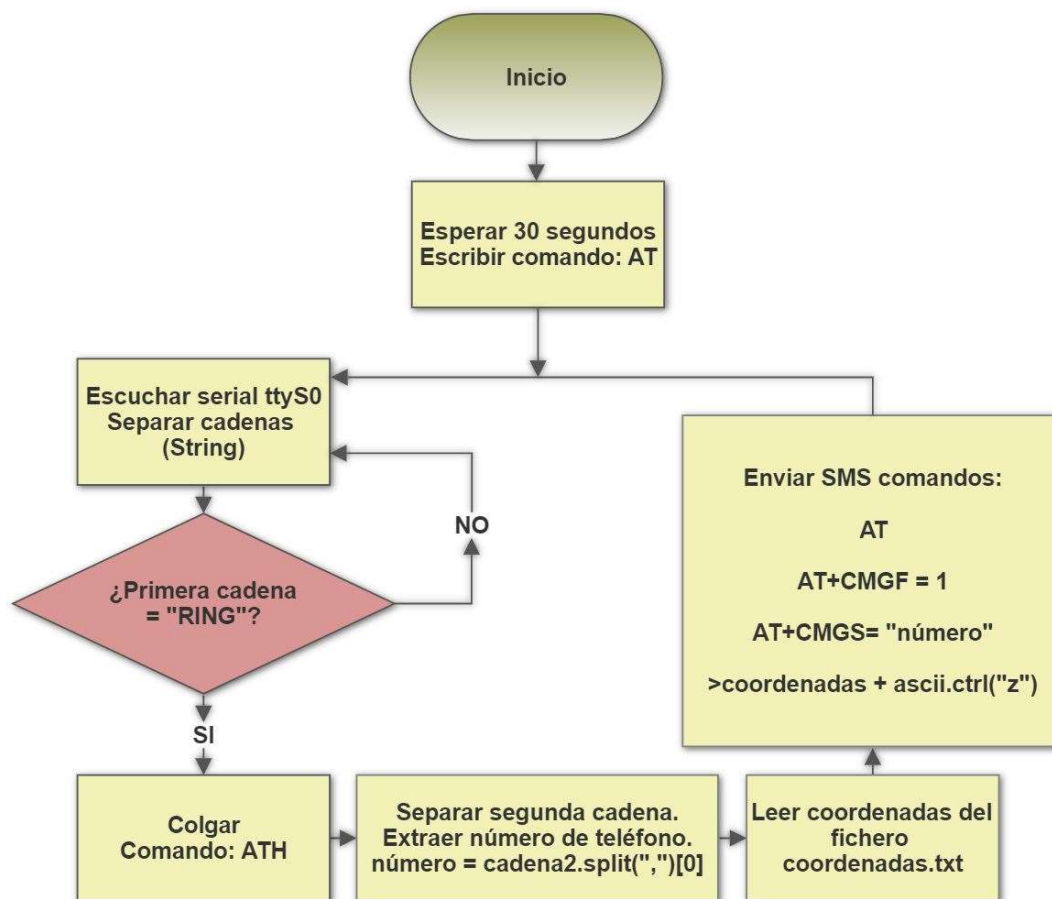 Inicio
Esperar 30 segundos
Escribir comando: AT
Escuchar serial ttyS0
Separar cadenas
(String)
NO
¿Primera cadena
= "RING"?
SI
Colgar
Comando: ATH
Separar segunda cadena.
Extraer número de teléfono.
número = cadena2.split(",")[0]
Leer coordenadas del
fichero
coordenadas.txt
Enviar SMS comandos:
AT
AT+CMGF = 1
AT+CMGS= "número"
>coordenadas + ascii.ctrl("z")